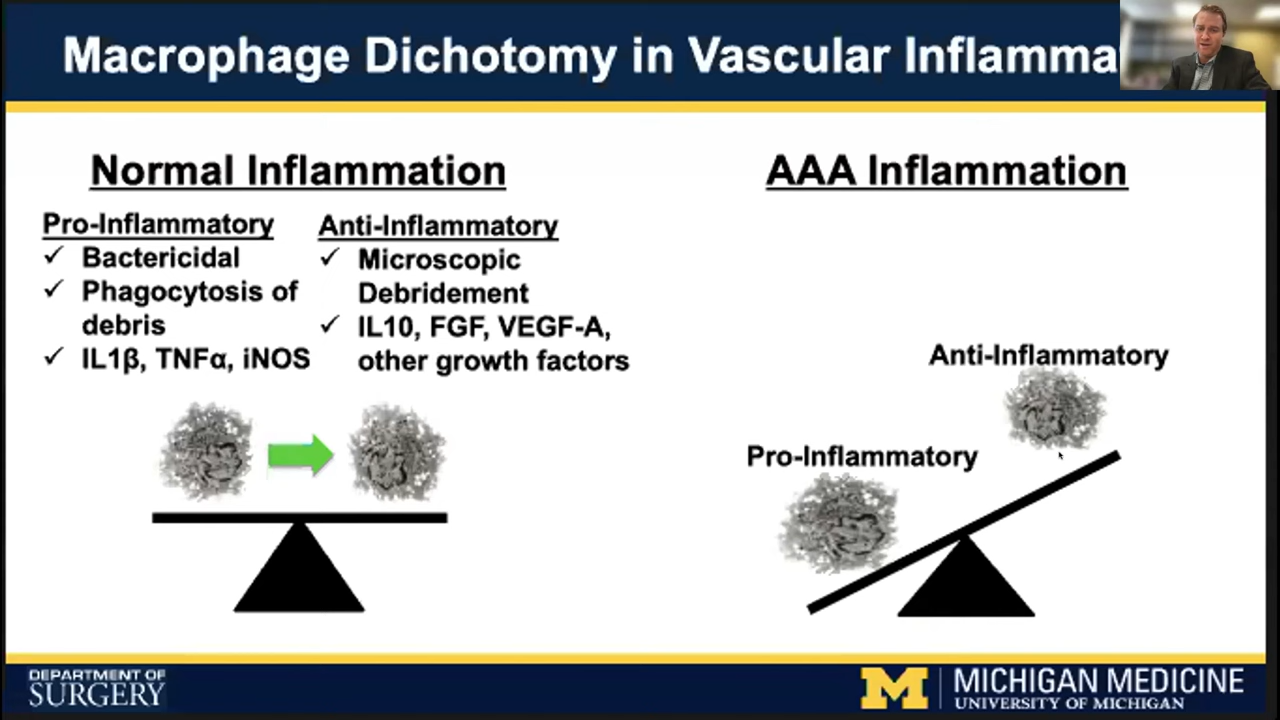 Macrophage Dichotomy in Vascular Inflamma
Normal Inflammation
Pro-Inflammatory
✓ Bactericidal
✓ Phagocytosis of
debris
✓ IL1β, TNFα, iNOS
Anti-Inflammatory
✓ Microscopic
Debridement
✓ IL10, FGF, VEGF-A,
other growth factors
AAA Inflammation
Anti-Inflammatory
Pro-Inflammatory
DEPARTMENT OF
SURGERY
M
MICHIGAN MEDICINE
UNIVERSITY OF MICHIGAN